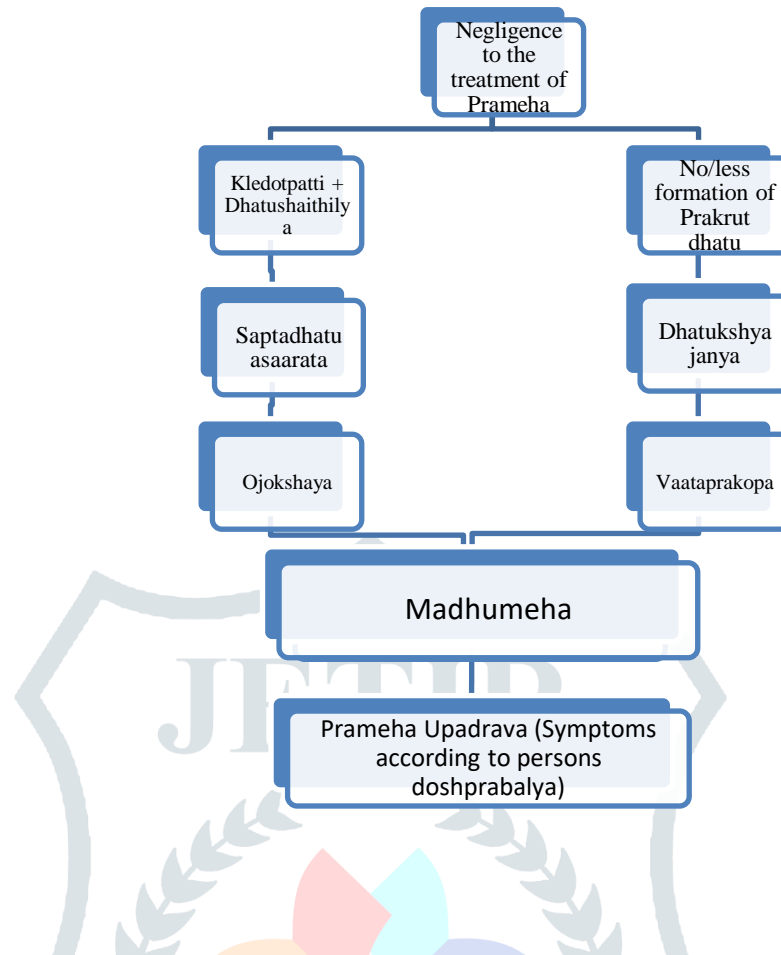 Negligence
to the
treatment of
Prameha
Kledotpatti +
Dhatushaithily
a
No/less
formation of
Prakrut
dhatu
Saptadhatu
asaarata
Dhatukshya
janya
Ojokshaya
Vaataprakopa
Madhumeha
JETIR
Prameha Upadrava (Symptoms
according to persons
doshprabalya)